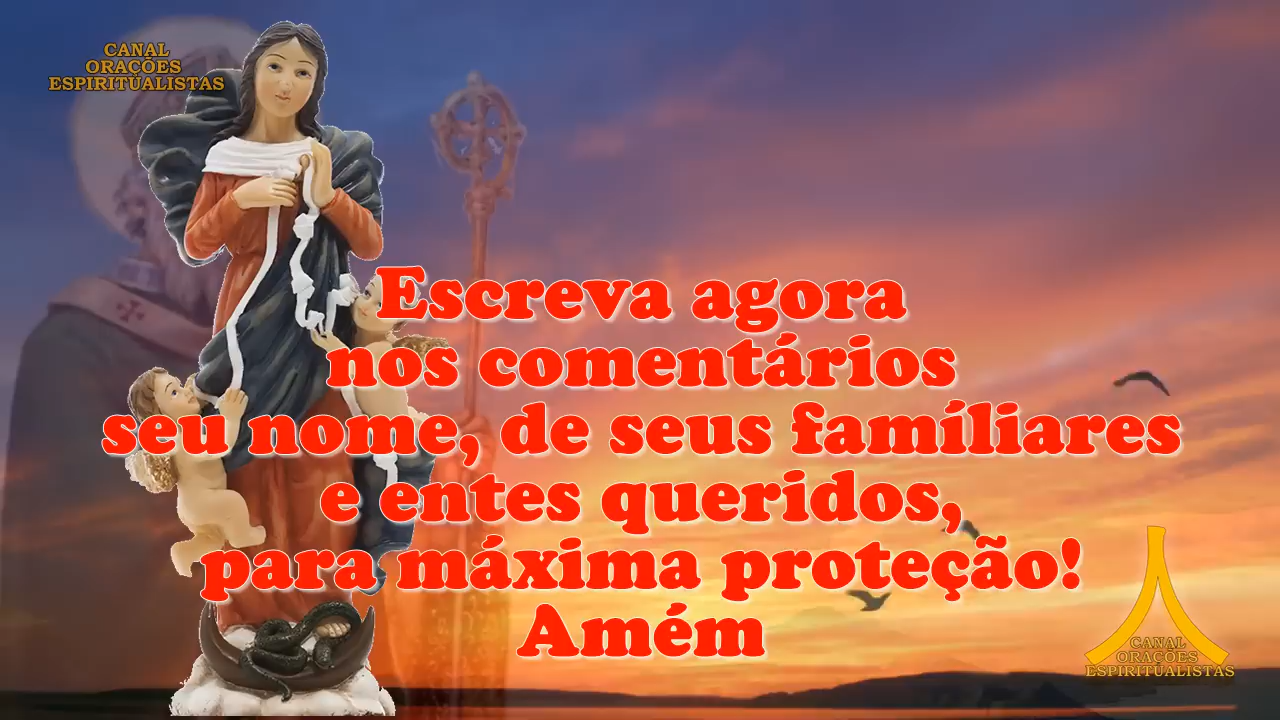 CANAL
ORAÇÕES
ESPIRITUALISTAS
Escreva agora
nos comentários
seu nome, de seus famíliares
e entes queridos,
para máxima proteção!
Amém
CANAL
ORAÇÕES
ESPIRITUALISTAS